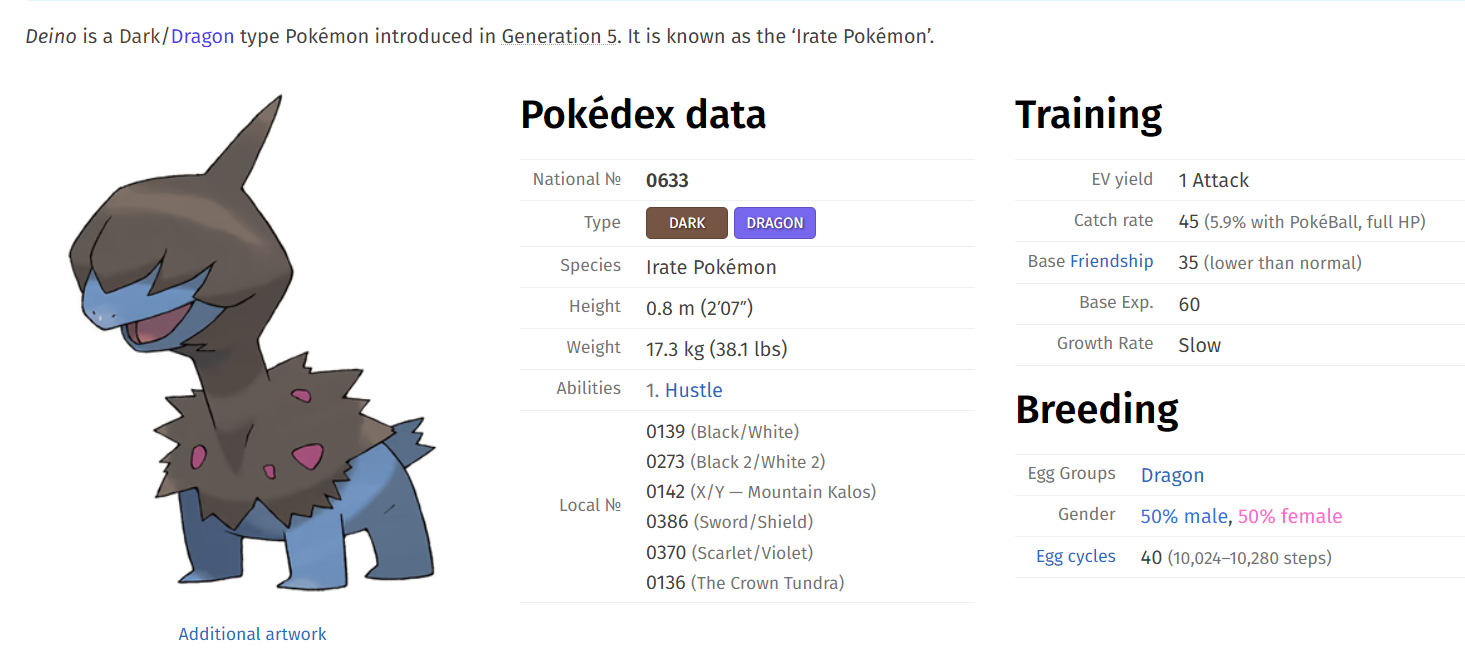 Deino is a Dark/Dragon type Pokémon introduced in Generation 5. It is known as the ‘Irate Pokémon’.
Additional artwork
Pokédex data
National № 0633
Type DARK DRAGON
Species Irate Pokémon
Height 0.8 m (2′07″)
Weight 17.3 kg (38.1 lbs)
Abilities 1. Hustle
Local №
0139 (Black/White)
0273 (Black 2/White 2)
0142 (X/Y — Mountain Kalos)
0386 (Sword/Shield)
0370 (Scarlet/Violet)
0136 (The Crown Tundra)
Training
EV yield 1 Attack
Catch rate 45 (5.9% with PokéBall, full HP)
Base Friendship 35 (lower than normal)
Base Exp. 60
Growth Rate Slow
Breeding
Egg Groups Dragon
Gender 50% male, 50% female
Egg cycles 40 (10,024–10,280 steps)